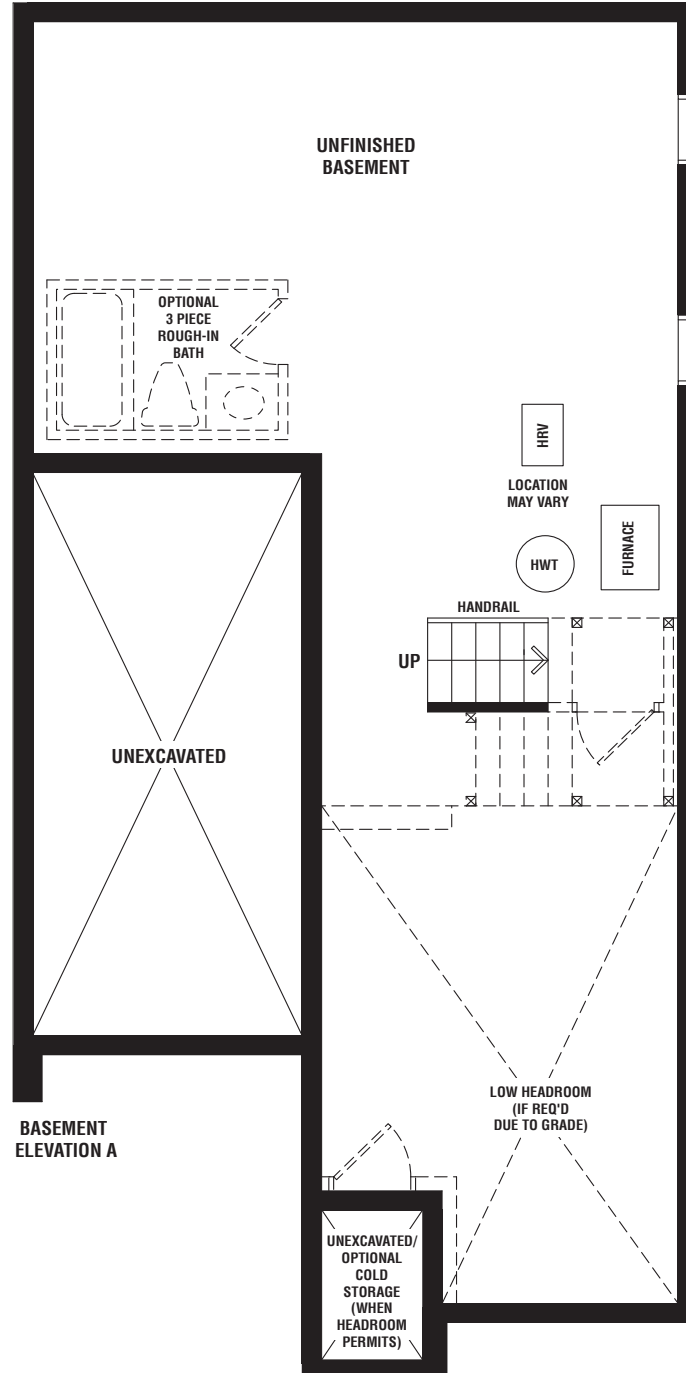 UNFINISHED
BASEMENT
OPTIONAL
3 PIECE
ROUGH-IN
BATH
HRV
LOCATION
MAY VARY
FURNACE
HWT
HANDRAIL
UP
UNEXCAVATED
LOW HEADROOM
(IF REQ'D
DUE TO GRADE)
BASEMENT
ELEVATION A
UNEXCAVATED/
OPTIONAL
COLD
STORAGE
(WHEN
HEADROOM
PERMITS)